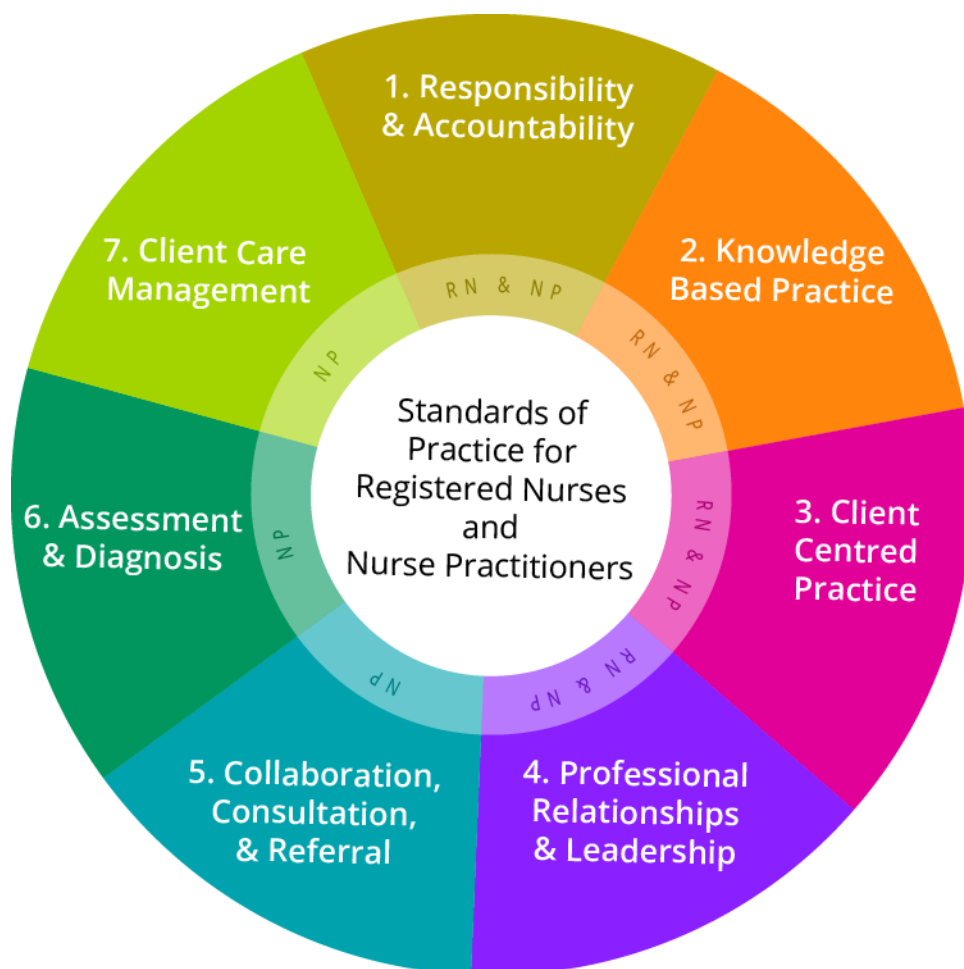 1. Responsibility
& Accountability
RN & NP
2. Knowledge
Based Practice
RN & NP
3. Client
Centred
Practice
RN & NP
4. Professional
Relationships
& Leadership
RN & NP
5. Collaboration,
Consultation,
& Referral
NP
6. Assessment
& Diagnosis
NP
7. Client Care
Management
NP
Standards of
Practice for
Registered Nurses
and
Nurse Practitioners